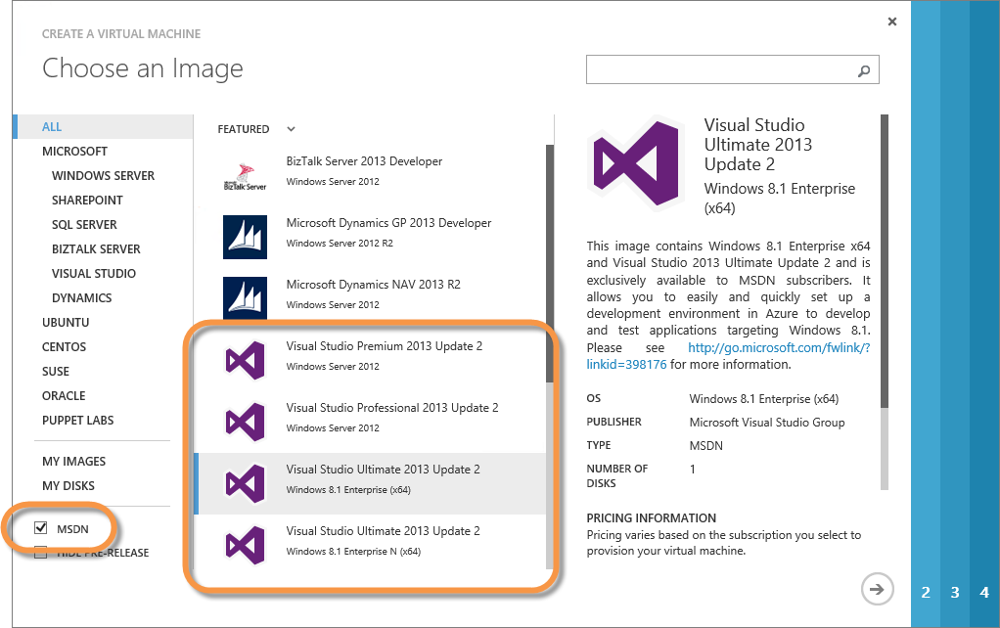 CREATE A VIRTUAL MACHINE
Choose an Image
ALL
MICROSOFT
WINDOWS SERVER
SHAREPOINT
SQL SERVER
BIZTALK SERVER
VISUAL STUDIO
DYNAMICS
UBUNTU
CENTOS
SUSE
ORACLE
PUPPET LABS
MY IMAGES
MY DISKS
MSDN
HIDE PRE-RELEASE
FEATURED
Microsoft
BizTalk Server
BizTalk Server 2013 Developer
Windows Server 2012
Microsoft Dynamics GP 2013 Developer
Windows Server 2012 R2
Microsoft Dynamics NAV 2013 R2
Windows Server 2012
Visual Studio Premium 2013 Update 2
Windows Server 2012
Visual Studio Professional 2013 Update 2
Windows Server 2012
Visual Studio Ultimate 2013 Update 2
Windows 8.1 Enterprise (x64)
Visual Studio Ultimate 2013 Update 2
Windows 8.1 Enterprise N (x64)
Visual Studio
Ultimate 2013
Update 2
Windows 8.1 Enterprise
(x64)
This image contains Windows 8.1 Enterprise x64
and Visual Studio 2013 Ultimate Update 2 and is
exclusively available to MSDN subscribers. It
allows you to easily and quickly set up a
development environment in Azure to develop
and test applications targeting Windows 8.1.
Please see http://go.microsoft.com/fwlink/?
linkid=398176 for more information.
OS Windows 8.1 Enterprise (x64)
PUBLISHER Microsoft Visual Studio Group
TYPE MSDN
NUMBER OF 1
DISKS
PRICING INFORMATION
Pricing varies based on the subscription you select to
provision your virtual machine.
2 3 4